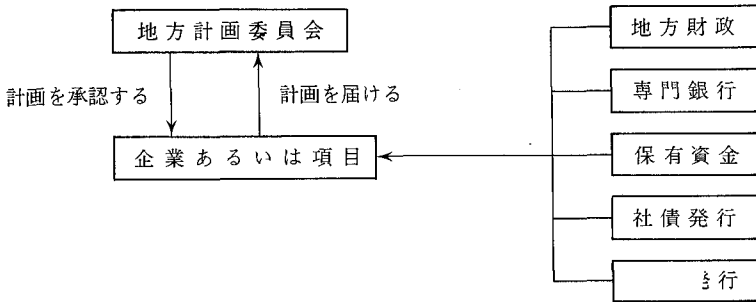 地方計画委員会
計画を承認する
計画を届ける
企業あるいは項目
地方財政
専門銀行
保有資金
社債発行
行